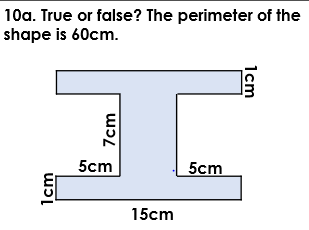 10a. True or false? The perimeter of the
shape is 60cm.
1cm
7cm
5cm
5cm
1cm
15cm